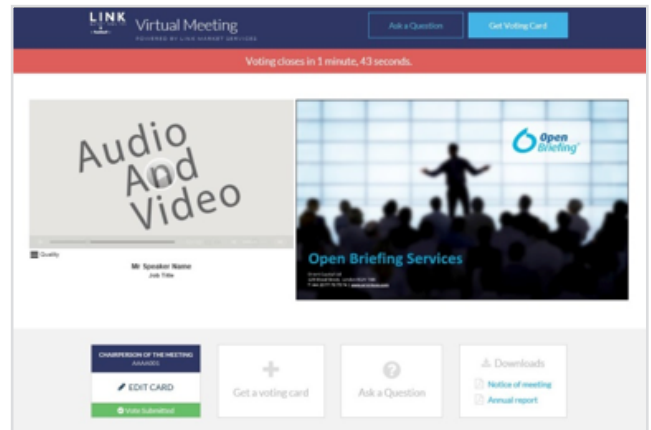 LINK
Virtual Meeting
POWERED BY LINK MARKET SERVICES
Ask a Question
Get Voting Card
Voting closes in 1 minute, 43 seconds.
Audio
And
Video
Quality
Mr Speaker Name
Job Title
Open
Briefing
Open Briefing Services
CHAIRPERSON OF THE MEETING
EDIT CARD
Vote Submitted
Get a voting card
Ask a Question
Downloads
Notice of meeting
Annual report